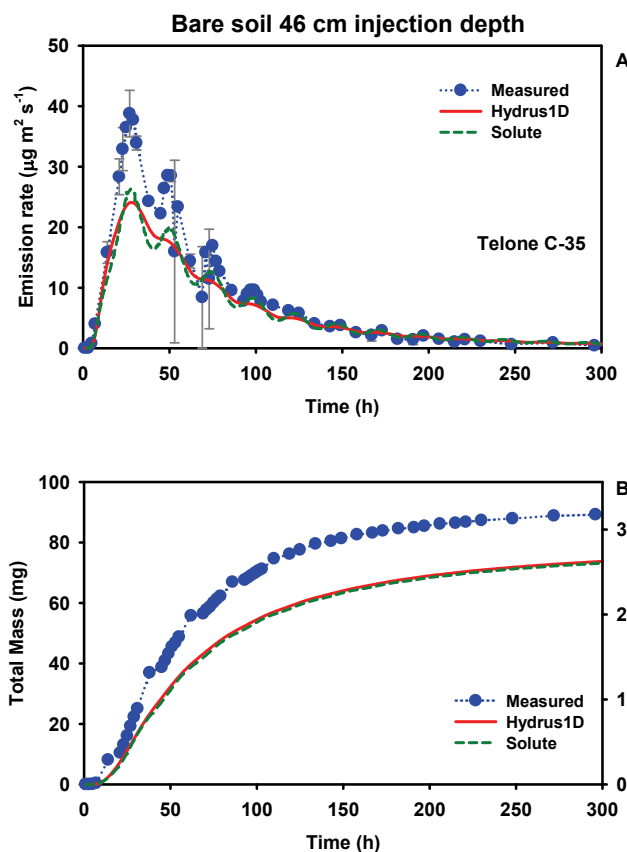 Bare soil 46 cm injection depth
A
50
40
30
20
10
0
Emission rate (µg m² s⁻¹)
Measured
Hydrus1D
Solute
Telone C-35
0 50 100 150 200 250 300
Time (h)
B
100
80
60
40
20
0
Total Mass (mg)
3
2
1
0
Measured
Hydrus1D
Solute
0 50 100 150 200 250 300
Time (h)